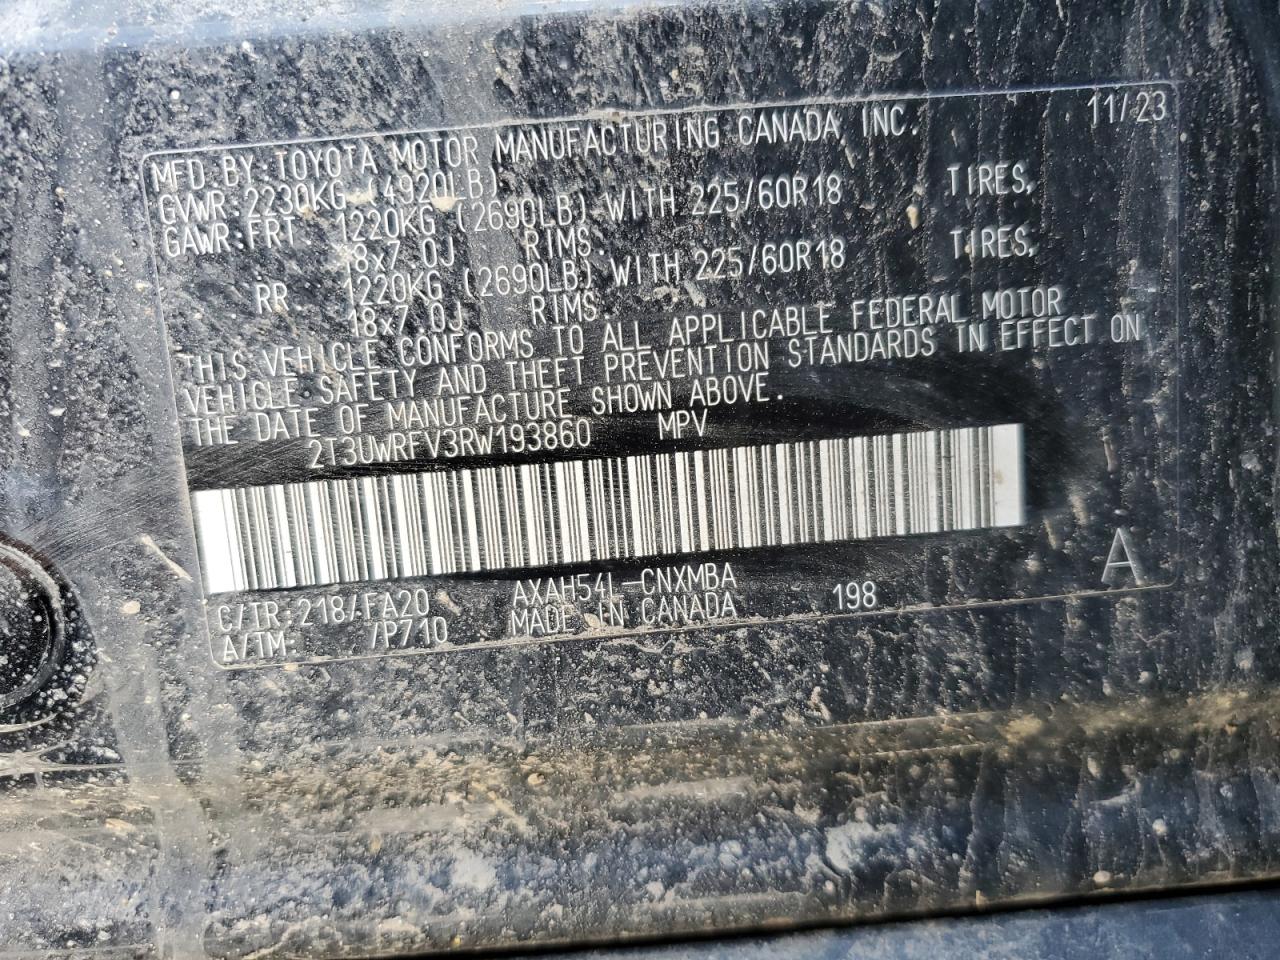 MFD.BY:TOYOTA MOTOR MANUFACTURING CANADA INC. 11/23
GVWR:2230KG (4920LB)
GAWR:FRT 1220KG (2690LB) WITH 225/60R18 TIRES,
18x7.0J RIMS
RR 1220KG (2690LB) WITH 225/60R18 TIRES,
18x7.0J RIMS
THIS VEHICLE CONFORMS TO ALL APPLICABLE FEDERAL MOTOR
VEHICLE SAFETY AND THEFT PREVENTION STANDARDS IN EFFECT ON
THE DATE OF MANUFACTURE SHOWN ABOVE.
2T3UWRFV3RW193860 MPV
C/TR:218/FA20 AXAH54L-CNXMBA A
A/TM: /P710 MADE IN CANADA 198